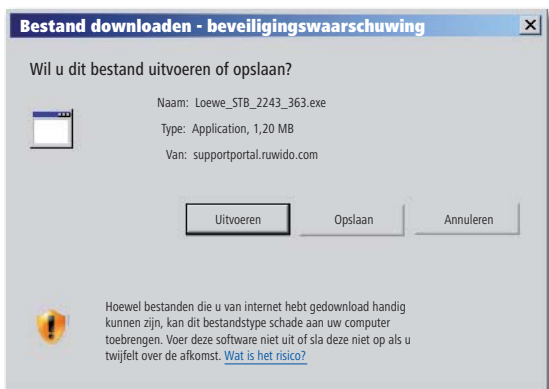 Bestand downloaden - beveiligingswaarschuwing
Wil u dit bestand uitvoeren of opslaan?
Naam: Loewe_STB_2243_363.exe
Type: Application, 1,20 MB
Van: supportportal.ruwido.com
Uitvoeren Opslaan Annuleren
Hoewel bestanden die u van internet hebt gedownload handig
kunnen zijn, kan dit bestandstype schade aan uw computer
toebrengen. Voer deze software niet uit of sla deze niet op als u
twijfelt over de afkomst. Wat is het risico?